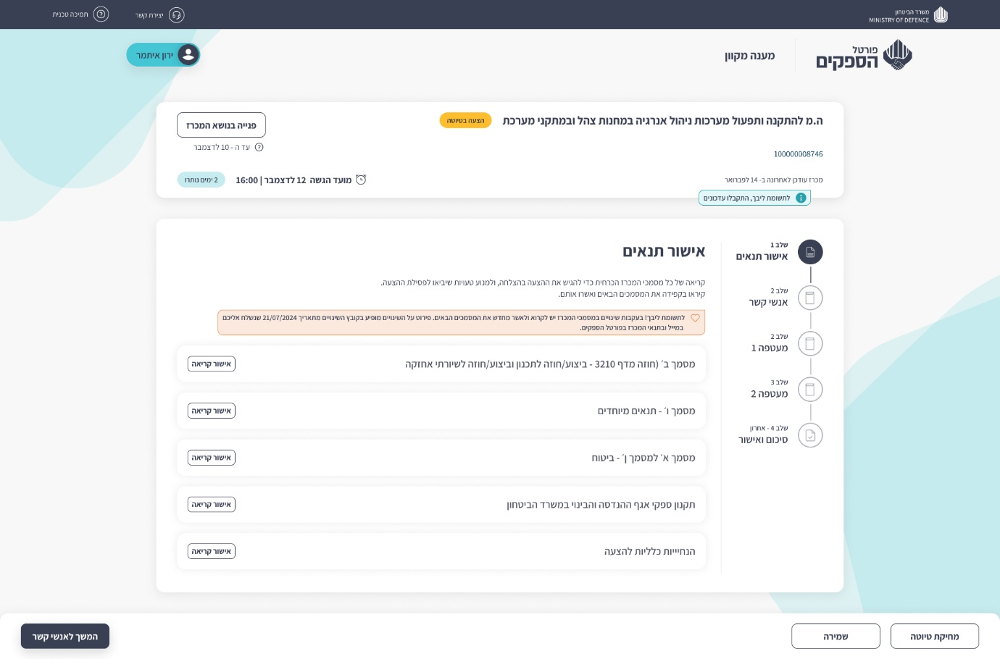 משרד הביטחון
MINISTRY OF DEFENCE
יצירת קשר
תמיכה טכנית
פורטל
הספקים
מענה מקוון
ירון איתמר
ה.מ להתקנה ותפעול מערכות ניהול אנרגיה במחנות צהל ובמתקני מערכת
הצעה בטיוטה
פנייה בנושא המכרז
עד ה - 10 לדצמבר
100000008746
מכרז עודכן לאחרונה ב- 14 לפברואר
מועד הגשה 12 לדצמבר | 16:00
2 ימים נותרו
לתשומת ליבך, התקבלו עדכונים
שלב 1
אישור תנאים
שלב 2
אנשי קשר
שלב 2
מעטפה 1
שלב 3
מעטפה 2
שלב 4 - אחרון
סיכום ואישור
אישור תנאים
קריאה של כל מסמכי המכרז הכרחית כדי להגיש את ההצעה בהצלחה, ולמנוע טעויות שיביאו לפסילת ההצעה.
קיראו בקפידה את המסמכים הבאים ואשרו אותם.
לתשומת ליבך! בעקבות שינויים במסמכי המכרז יש לקרוא ולאשר מחדש את המסמכים הבאים. פירוט על השינויים מופיע בקובץ השינויים מתאריך 21/07/2024 שנשלח אליכם
במייל ובתנאי המכרז בפורטל הספקים.
מסמך ב׳ (חוזה מדף 3210 - ביצוע/חוזה לתכנון וביצוע/חוזה לשיורתי אחזקה
אישור קריאה
מסמך ו׳ - תנאים מיוחדים
אישור קריאה
מסמך א׳ למסמך ן׳ - ביטוח
אישור קריאה
תקנון ספקי אגף ההנדסה והבינוי במשרד הביטחון
אישור קריאה
הנחייייות כלליות להצעה
אישור קריאה
מחיקת טיוטה
שמירה
המשך לאנשי קשר